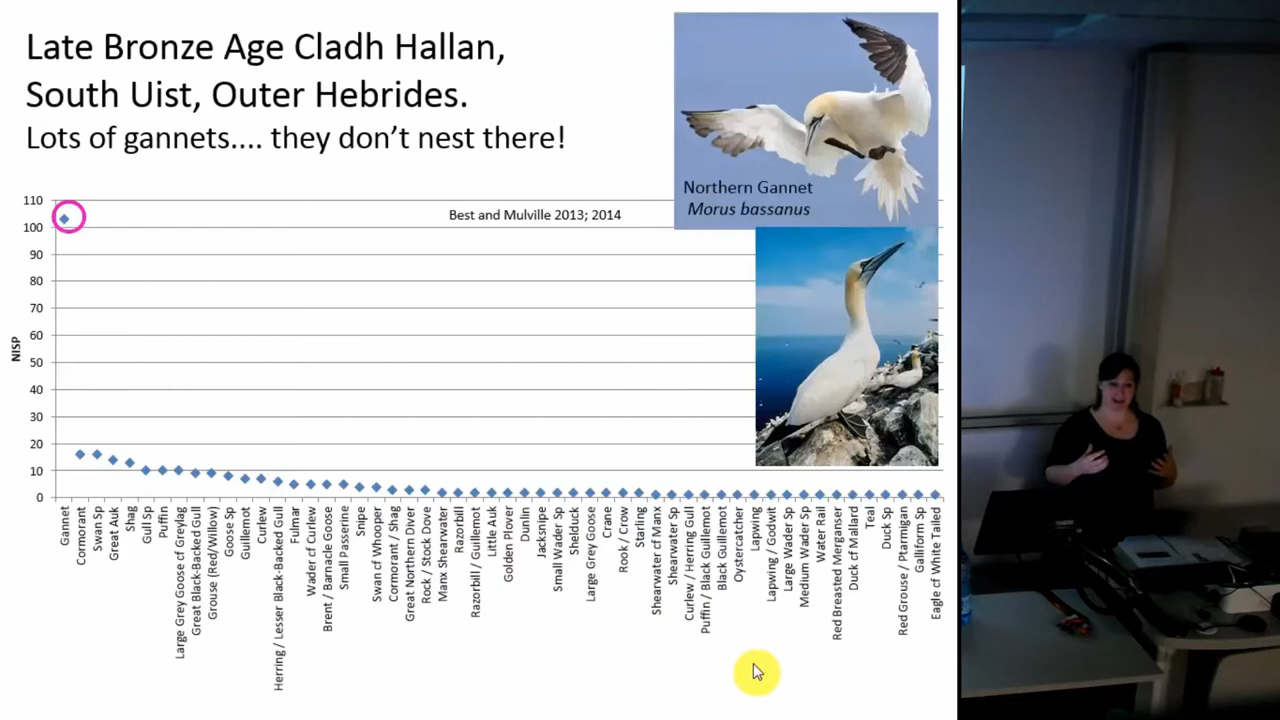 Late Bronze Age Cladh Hallan,
South Uist, Outer Hebrides.
Lots of gannets.... they don't nest there!
Northern Gannet
Morus bassanus
Best and Mulville 2013; 2014
NISP
110
100
90
80
70
60
50
40
30
20
10
0
Gannet
Cormorant
Swan Sp
Great Auk
Shag
Gull Sp
Puffin
Large Grey Goose cf Greylag
Great Black-Backed Gull
Grouse (Red/Willow)
Goose Sp
Guillemot
Curlew
Herring / Lesser Black-Backed Gull
Fulmar
Wader cf Curlew
Brent / Barnacle Goose
Small Passerine
Snipe
Swan cf Whooper
Cormorant / Shag
Great Northern Diver
Rock / Stock Dove
Manx Shearwater
Razorbill
Razorbill / Guillemot
Little Auk
Golden Plover
Dunlin
Jacksnipe
Small Wader Sp
Shelduck
Large Grey Goose
Crane
Rook / Crow
Starling
Shearwater cf Manx
Shearwater Sp
Curlew / Herring Gull
Puffin / Black Guillemot
Black Guillemot
Oystercatcher
Lapwing
Lapwing / Godwit
Large Wader Sp
Medium Wader Sp
Water Rail
Red Breasted Merganser
Duck cf Mallard
Teal
Duck Sp
Red Grouse / Ptarmigan
Galliform Sp
Eagle cf White Tailed